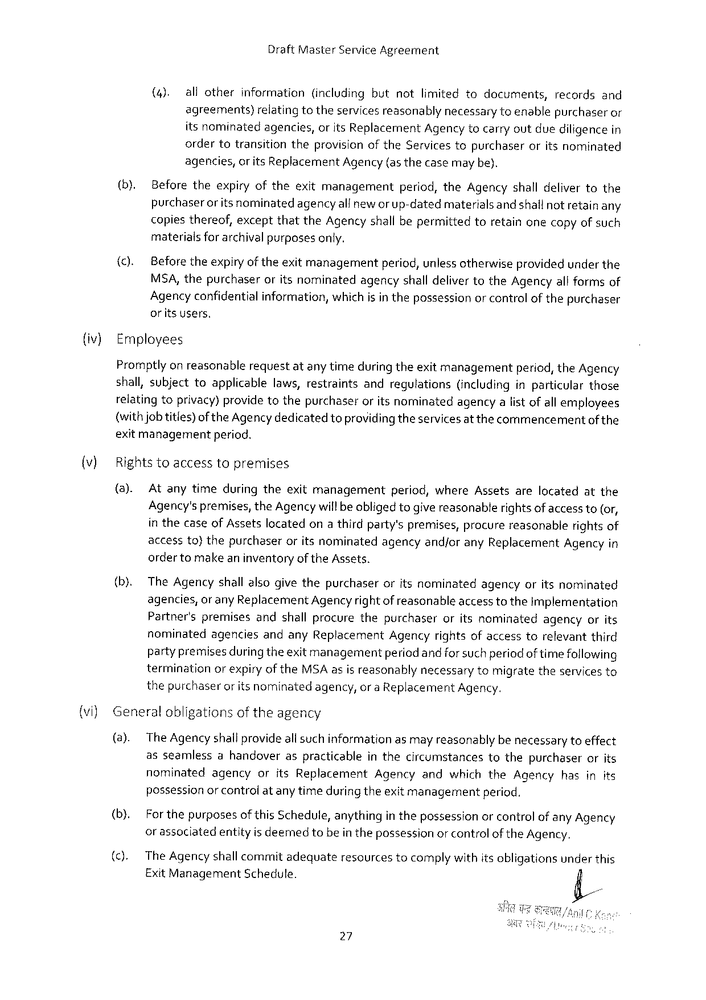 Draft Master Service Agreement
(4). all other information (including but not limited to documents, records and
agreements) relating to the services reasonably necessary to enable purchaser or
its nominated agencies, or its Replacement Agency to carry out due diligence in
order to transition the provision of the Services to purchaser or its nominated
agencies, or its Replacement Agency (as the case may be).
(b). Before the expiry of the exit management period, the Agency shall deliver to the
purchaser or its nominated agency all new or up-dated materials and shall not retain any
copies thereof, except that the Agency shall be permitted to retain one copy of such
materials for archival purposes only.
(c). Before the expiry of the exit management period, unless otherwise provided under the
MSA, the purchaser or its nominated agency shall deliver to the Agency all forms of
Agency confidential information, which is in the possession or control of the purchaser
or its users.
(iv) Employees
Promptly on reasonable request at any time during the exit management period, the Agency
shall, subject to applicable laws, restraints and regulations (including in particular those
relating to privacy) provide to the purchaser or its nominated agency a list of all employees
(with job titles) of the Agency dedicated to providing the services at the commencement of the
exit management period.
(v) Rights to access to premises
(a). At any time during the exit management period, where Assets are located at the
Agency's premises, the Agency will be obliged to give reasonable rights of access to (or,
in the case of Assets located on a third party's premises, procure reasonable rights of
access to) the purchaser or its nominated agency and/or any Replacement Agency in
order to make an inventory of the Assets.
(b). The Agency shall also give the purchaser or its nominated agency or its nominated
agencies, or any Replacement Agency right of reasonable access to the Implementation
Partner's premises and shall procure the purchaser or its nominated agency or its
nominated agencies and any Replacement Agency rights of access to relevant third
party premises during the exit management period and for such period of time following
termination or expiry of the MSA as is reasonably necessary to migrate the services to
the purchaser or its nominated agency, or a Replacement Agency.
(vi) General obligations of the agency
(a). The Agency shall provide all such information as may reasonably be necessary to effect
as seamless a handover as practicable in the circumstances to the purchaser or its
nominated agency or its Replacement Agency and which the Agency has in its
possession or control at any time during the exit management period.
(b). For the purposes of this Schedule, anything in the possession or control of any Agency
or associated entity is deemed to be in the possession or control of the Agency.
(c). The Agency shall commit adequate resources to comply with its obligations under this
Exit Management Schedule.
अनिल चन्द्र /Anil C
अवर
27